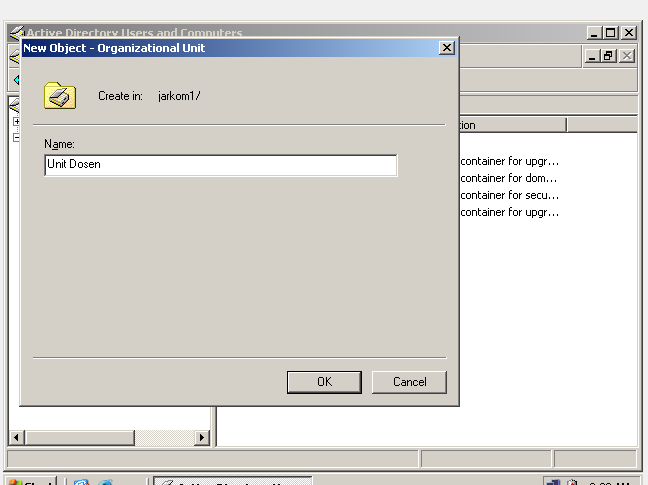 Active Directory Users and Computers
New Object - Organizational Unit
Create in: jarkom1/
Name:
Unit Dosen
container for upgr...
container for dom...
container for secu...
container for upgr...
OK
Cancel